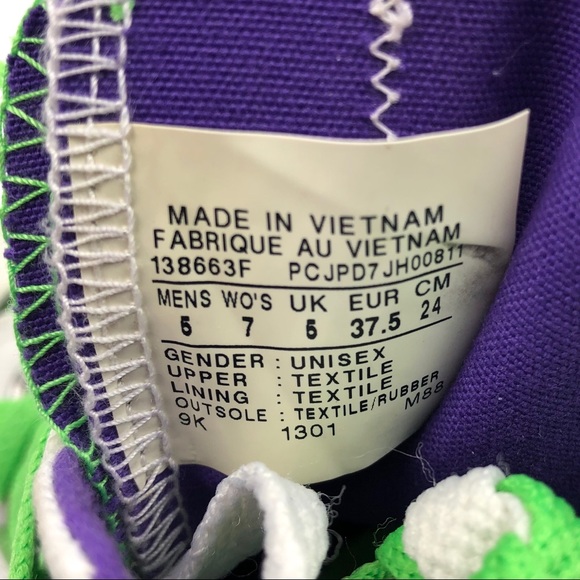 MADE IN VIETNAM
FABRIQUE AU VIETNAM
138663F PCJPD7JH00811
MENS WO'S UK EUR CM
5 7 5 37.5 24
GENDER : UNISEX
UPPER : TEXTILE
LINING : TEXTILE
OUTSOLE : TEXTILE/RUBBER
9K 1301 M88